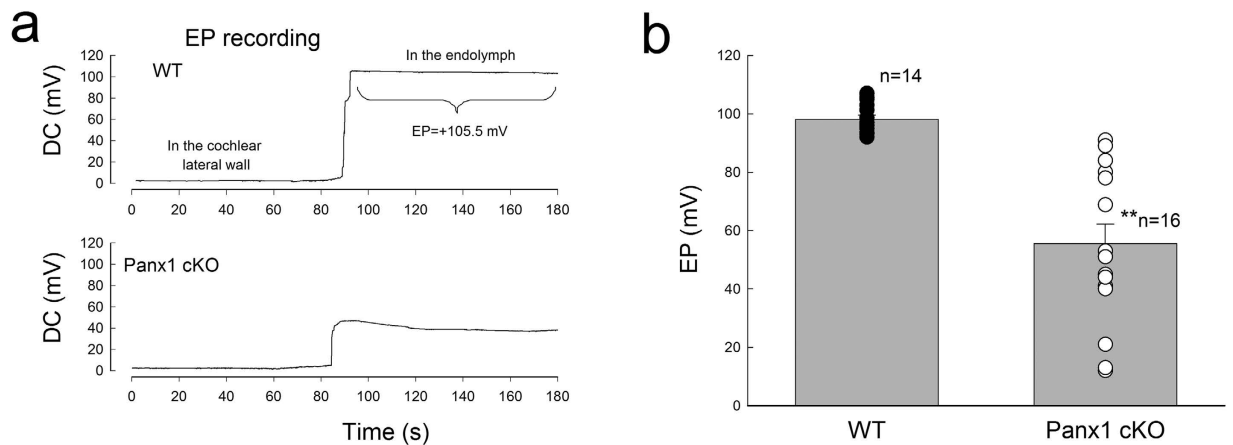 a
EP recording
WT
In the endolymph
EP=+105.5 mV
In the cochlear
lateral wall
DC (mV)
120
100
80
60
40
20
0
0 20 40 60 80 100 120 140 160 180
Panx1 cKO
DC (mV)
120
100
80
60
40
20
0
0 20 40 60 80 100 120 140 160 180
Time (s)
b
EP (mV)
120
100
80
60
40
20
0
n=14
**n=16
WT Panx1 cKO